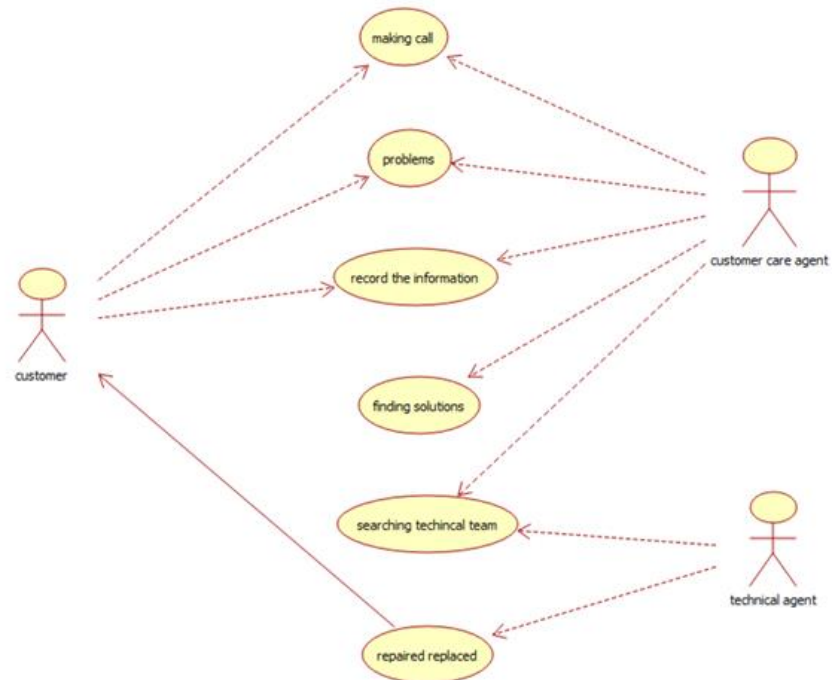 making call
problems
customer care agent
record the information
customer
finding solutions
searching techincal team
technical agent
repaired replaced